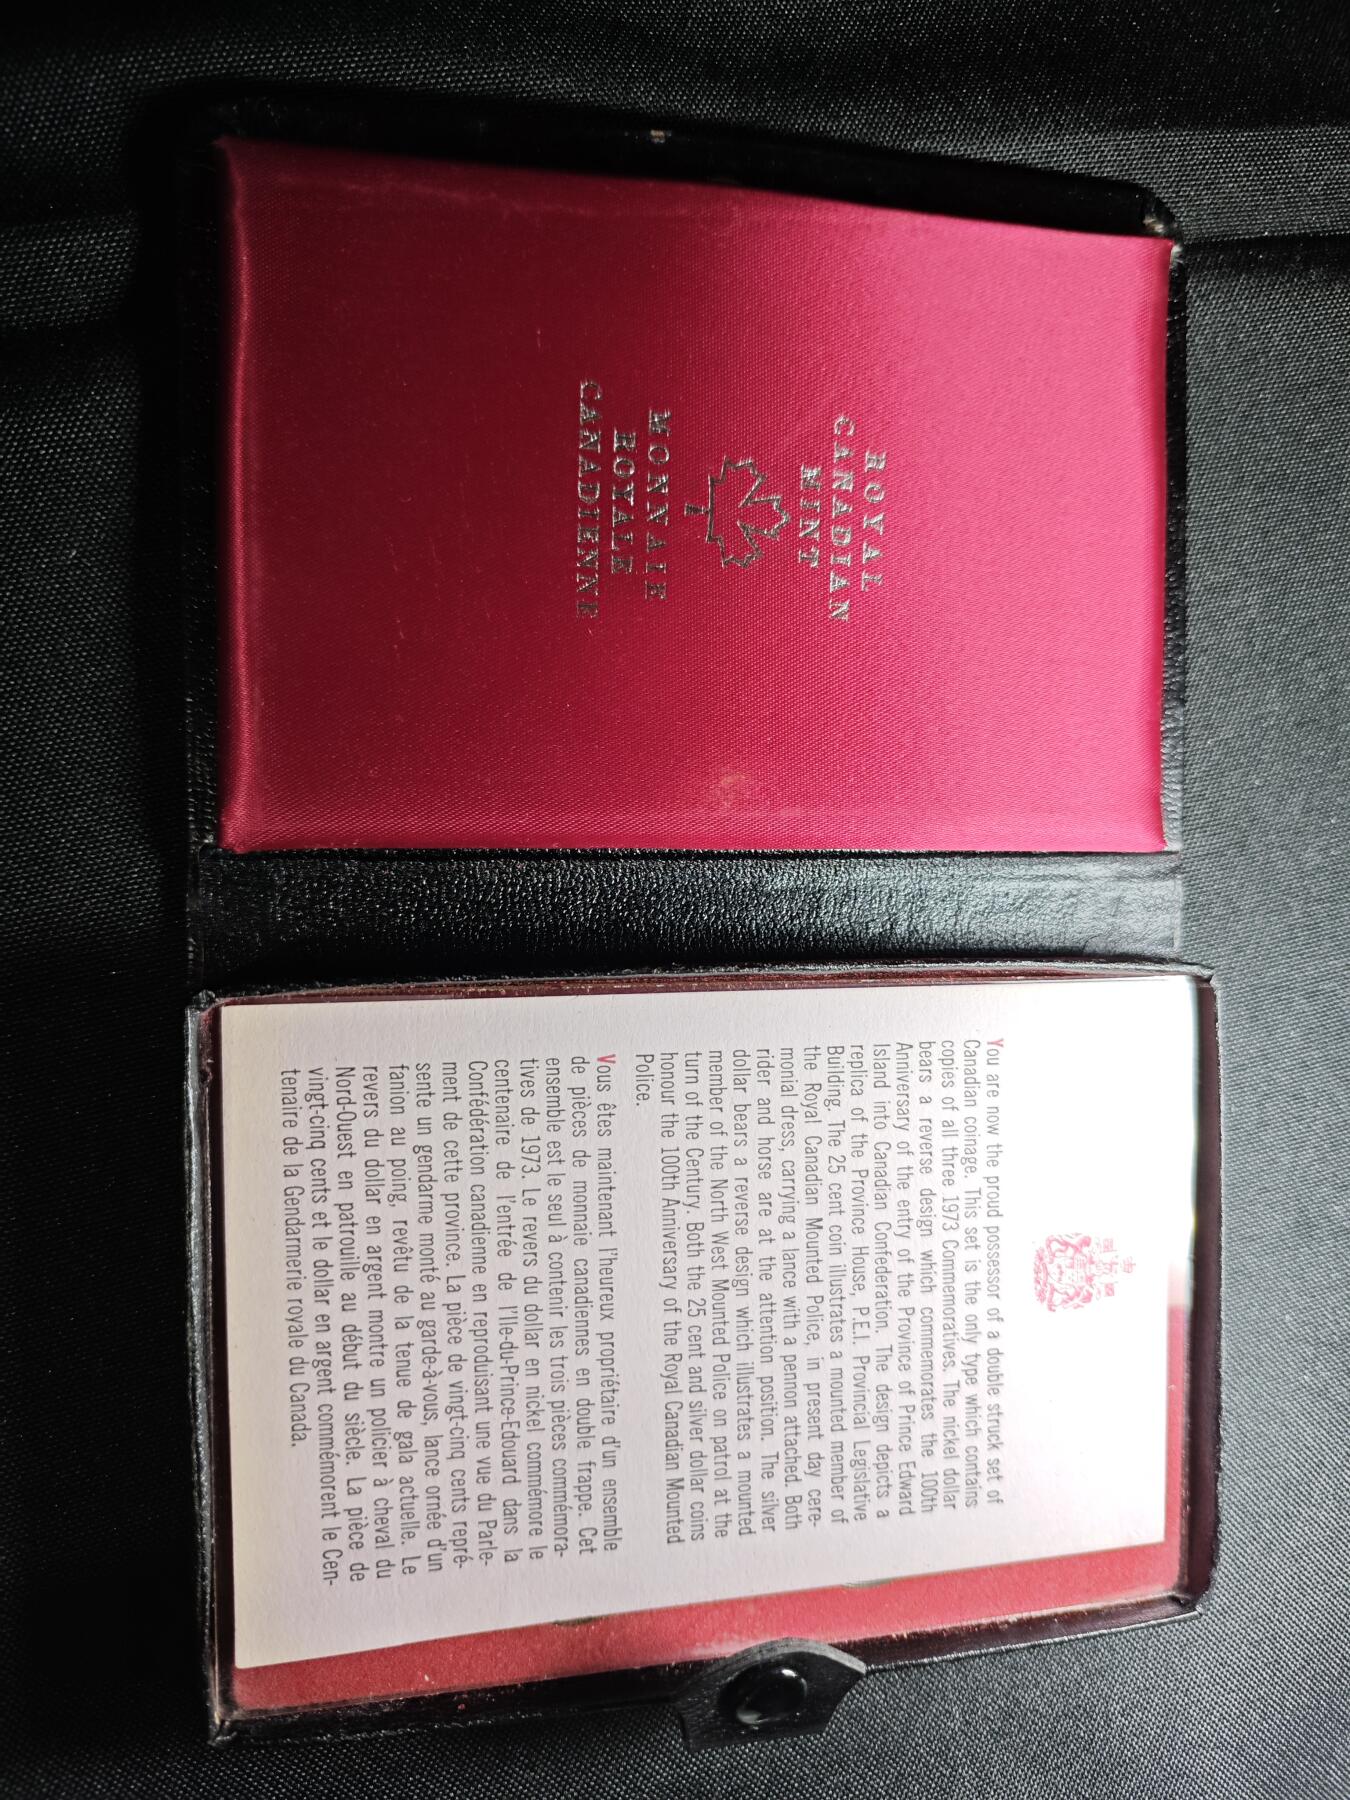 ROYAL
CANADIAN
MINT
MONNAIE
ROYALE
CANADIENNE
You are now the proud possessor of a double struck set of
Canadian coinage. This set is the only type which contains
copies of all three 1973 Commemoratives. The nickel dollar
bears a reverse design which commemorates the 100th
Anniversary of the entry of the Province of Prince Edward
Island into Canadian Confederation. The design depicts a
replica of the Province House, P.E.I. Provincial Legislative
Building. The 25 cent coin illustrates a mounted member of
the Royal Canadian Mounted Police, in present day cere-
monial dress, carrying a lance with a pennon attached. Both
rider and horse are at the attention position. The silver
dollar bears a reverse design which illustrates a mounted
member of the North West Mounted Police on patrol at the
turn of the Century. Both the 25 cent and silver dollar coins
honour the 100th Anniversary of the Royal Canadian Mounted
Police.
Vous êtes maintenant l'heureux propriétaire d'un ensemble
de pièces de monnaie canadiennes en double frappe. Cet
ensemble est le seul à contenir les trois pièces commémora-
tives de 1973. Le revers du dollar en nickel commémore le
centenaire de l'entrée de l'Ile-du-Prince-Edouard dans la
Confédération canadienne en reproduisant une vue du Parle-
ment de cette province. La pièce de vingt-cinq cents repré-
sente un gendarme monté au garde-à-vous, lance ornée d'un
fanion au poing, revêtu de la tenue de gala actuelle. Le
revers du dollar en argent montre un policier à cheval du
Nord-Ouest en patrouille au début du siècle. La pièce de
vingt-cinq cents et le dollar en argent commémorent le Cen-
tenaire de la Gendarmerie royale du Canada.